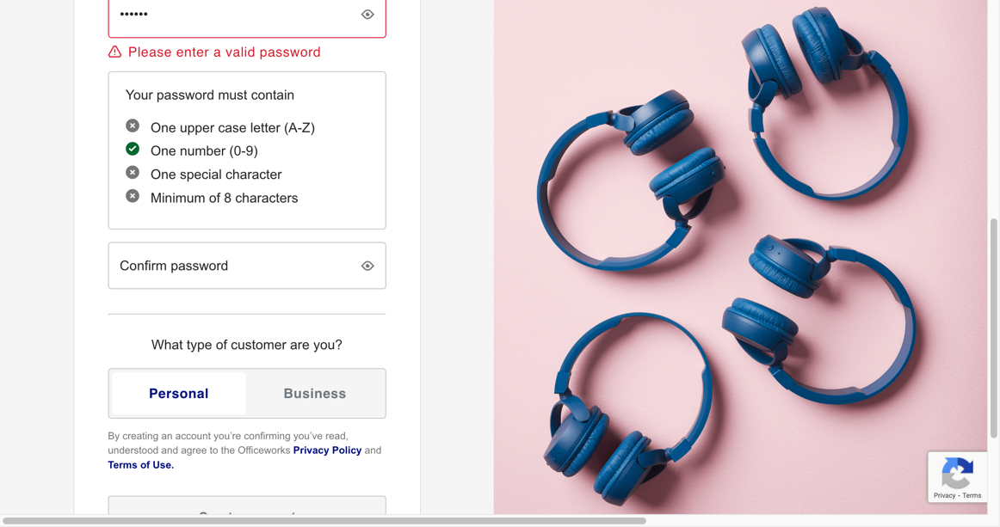 ••••••
Please enter a valid password
Your password must contain
One upper case letter (A-Z)
One number (0-9)
One special character
Minimum of 8 characters
Confirm password
What type of customer are you?
Personal Business
By creating an account you’re confirming you’ve read,
understood and agree to the Officeworks Privacy Policy and
Terms of Use.
Privacy - Terms